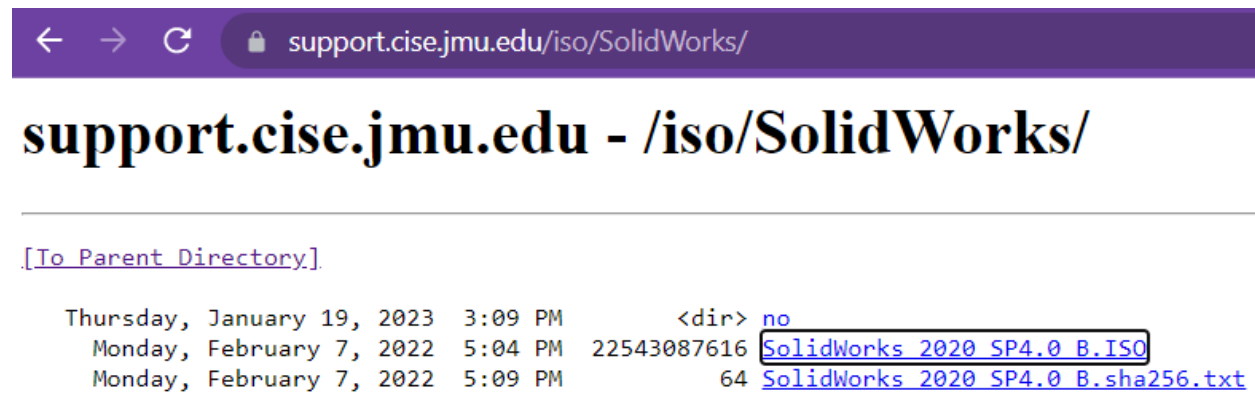 support.cise.jmu.edu/iso/SolidWorks/
support.cise.jmu.edu - /iso/SolidWorks/
[To Parent Directory]
Thursday, January 19, 2023 3:09 PM <dir> no
Monday, February 7, 2022 5:04 PM 22543087616 SolidWorks 2020 SP4.0 B.ISO
Monday, February 7, 2022 5:09 PM 64 SolidWorks 2020 SP4.0 B.sha256.txt